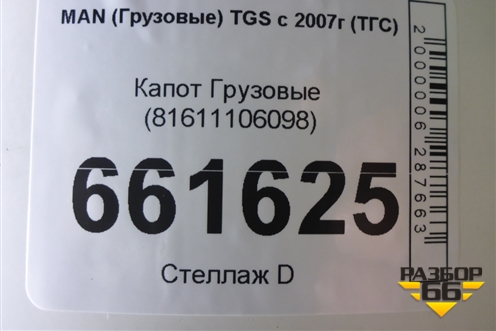 MAN (Грузовые) TGS с 2007г (ТГС)
Капот Грузовые
(81611106098)
661625
Стеллаж D
2000006287663
РАЗБОР
66